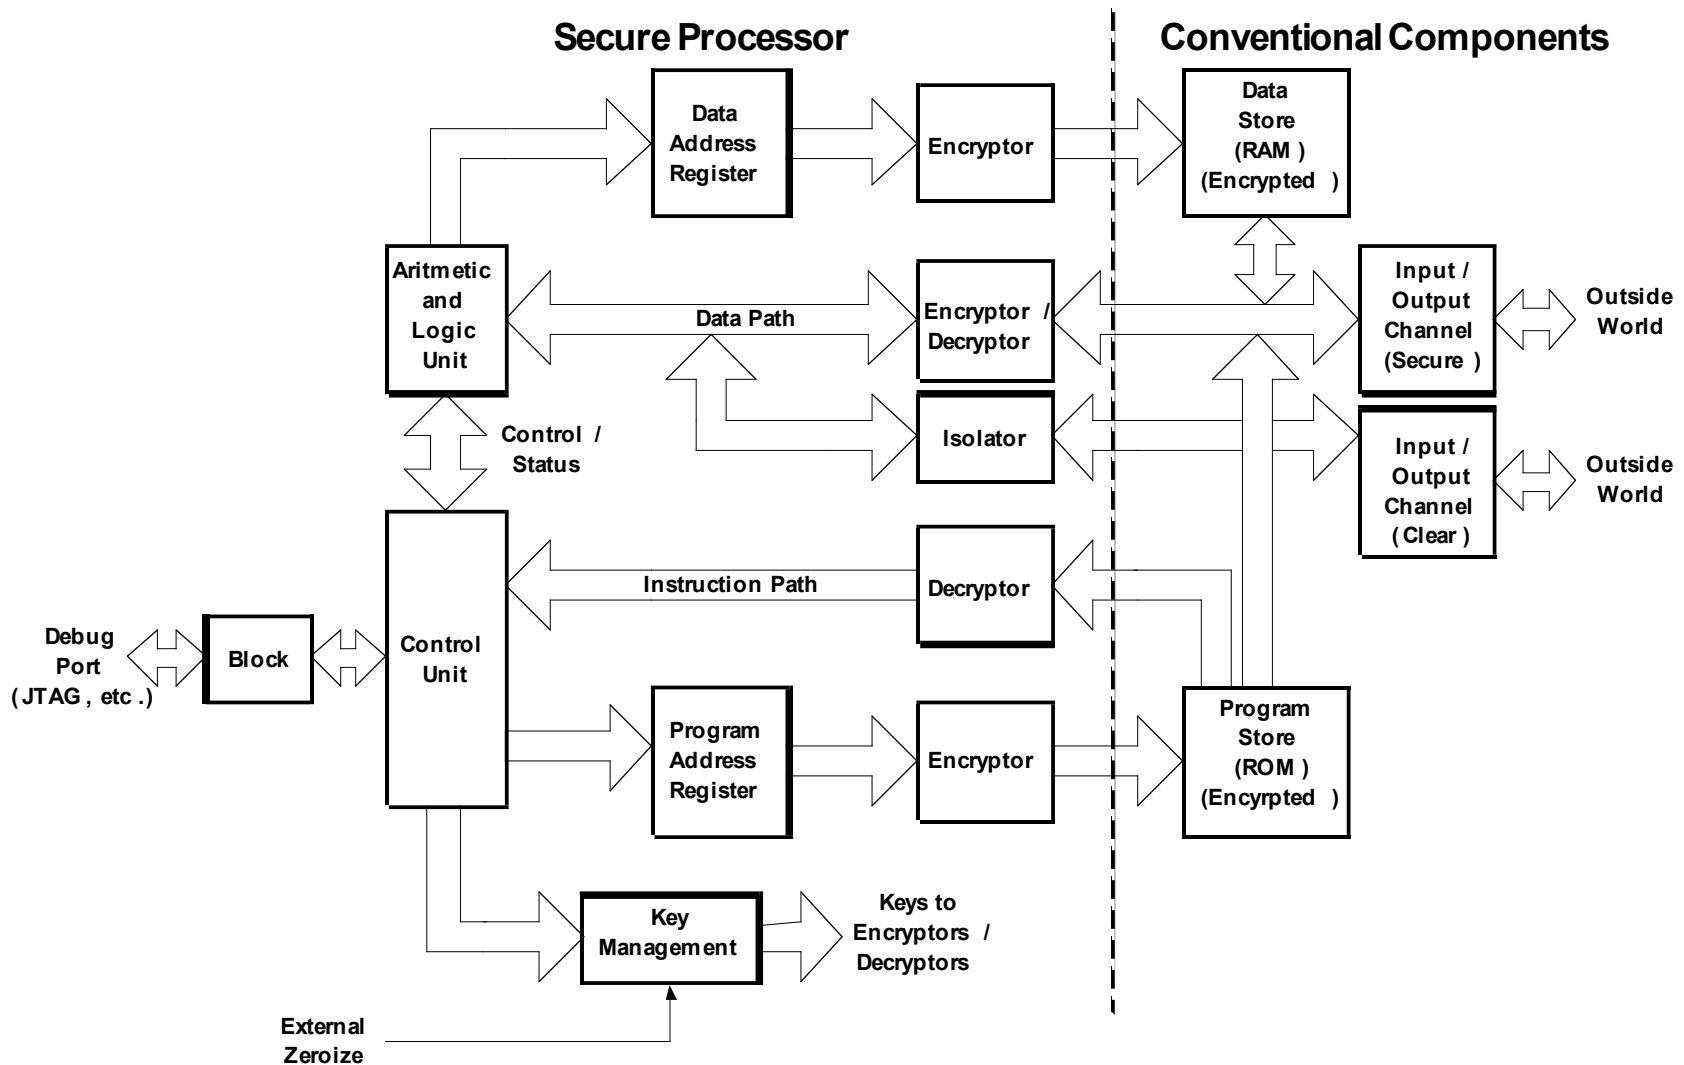 Secure Processor
Conventional Components
Data
Address
Register
Encryptor
Data
Store
(RAM )
(Encrypted )
Aritmetic
and
Logic
Unit
Data Path
Encryptor /
Decryptor
Input /
Output
Channel
(Secure )
Outside
World
Control /
Status
Isolator
Input /
Output
Channel
( Clear )
Outside
World
Instruction Path
Decryptor
Debug
Port
( JTAG , etc .)
Block
Control
Unit
Program
Address
Register
Encryptor
Program
Store
(ROM )
(Encyrpted )
Key
Management
Keys to
Encryptors /
Decryptors
External
Zeroize